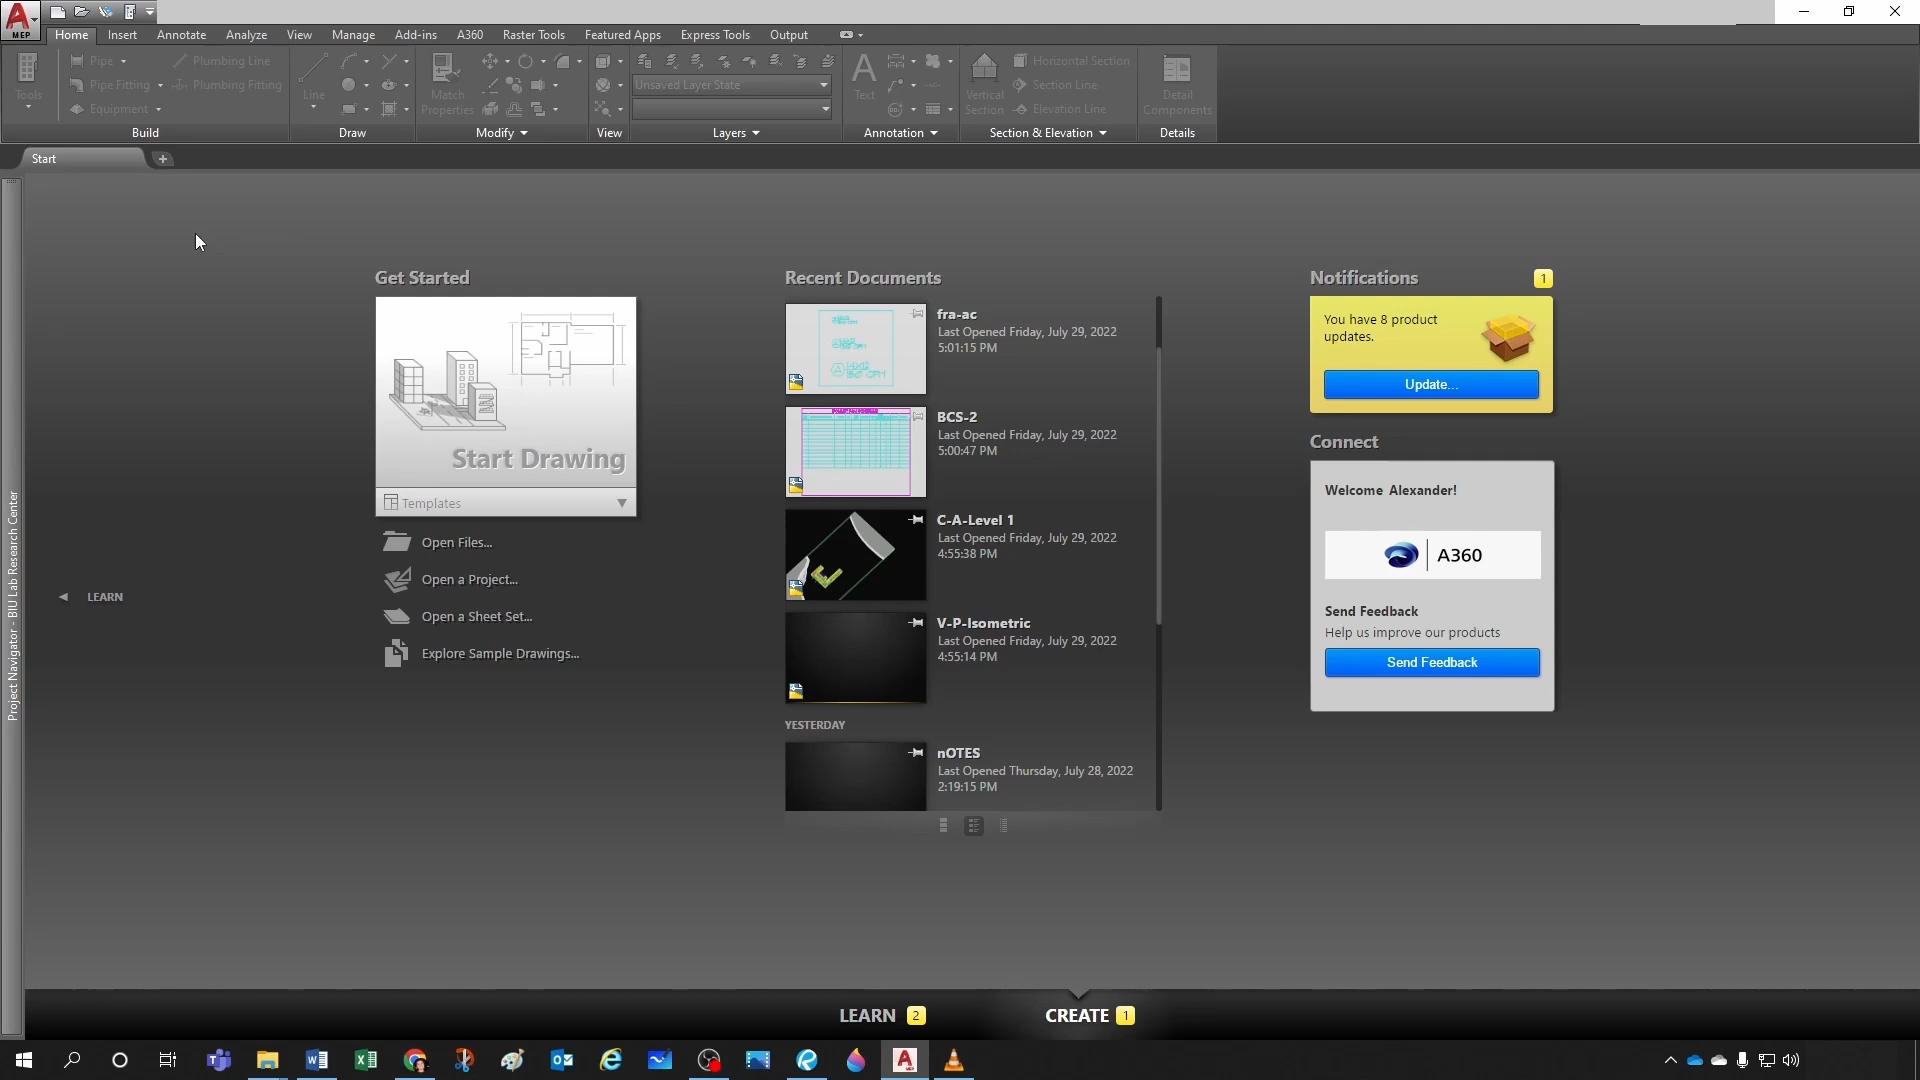 MEP
Home
Insert
Annotate
Analyze
View
Manage
Add-ins
A360
Raster Tools
Featured Apps
Express Tools
Output
Tools
Pipe
Plumbing Line
Pipe Fitting
Plumbing Fitting
Equipment
Build
Line
Draw
Match
Properties
Modify
View
Unsaved Layer State
Layers
Text
Annotation
Vertical
Section
Horizontal Section
Section Line
Elevation Line
Section & Elevation
Detail
Components
Details
Start
Project Navigator - BIU Lab Research Center
LEARN
Get Started
Start Drawing
Templates
Open Files...
Open a Project...
Open a Sheet Set...
Explore Sample Drawings...
Recent Documents
fra-ac
Last Opened Friday, July 29, 2022
5:01:15 PM
BCS-2
Last Opened Friday, July 29, 2022
5:00:47 PM
C-A-Level 1
Last Opened Friday, July 29, 2022
4:55:38 PM
V-P-Isometric
Last Opened Friday, July 29, 2022
4:55:14 PM
YESTERDAY
nOTES
Last Opened Thursday, July 28, 2022
2:19:15 PM
Notifications
1
You have 8 product
updates.
Update...
Connect
Welcome Alexander!
A360
Send Feedback
Help us improve our products
Send Feedback
LEARN 2
CREATE 1